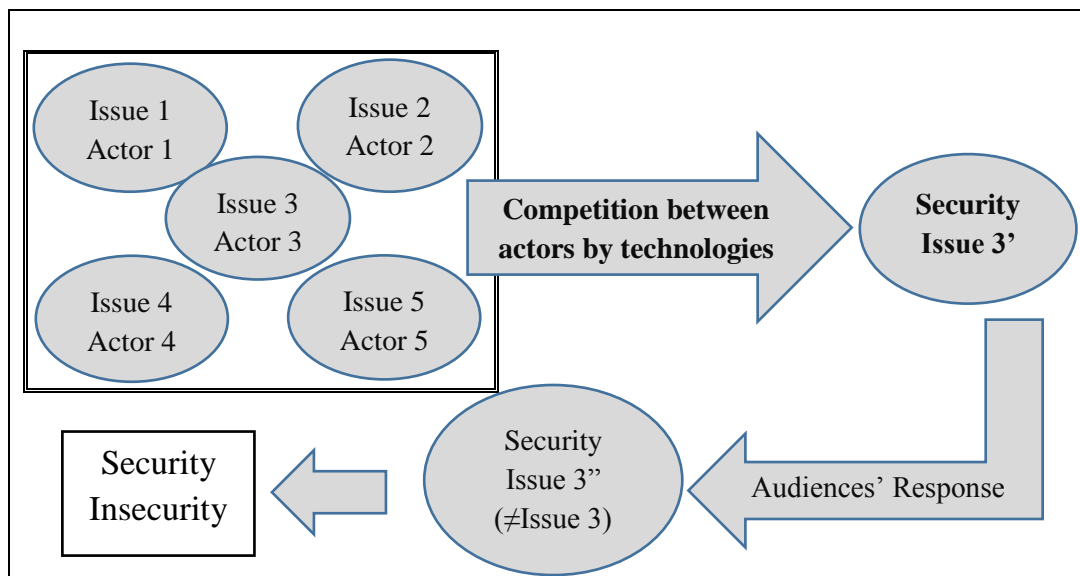 Issue 1
Actor 1
Issue 2
Actor 2
Issue 3
Actor 3
Issue 4
Actor 4
Issue 5
Actor 5
Competition between
actors by technologies
Security
Issue 3’
Audiences’ Response
Security
Issue 3”
(≠Issue 3)
Security
Insecurity